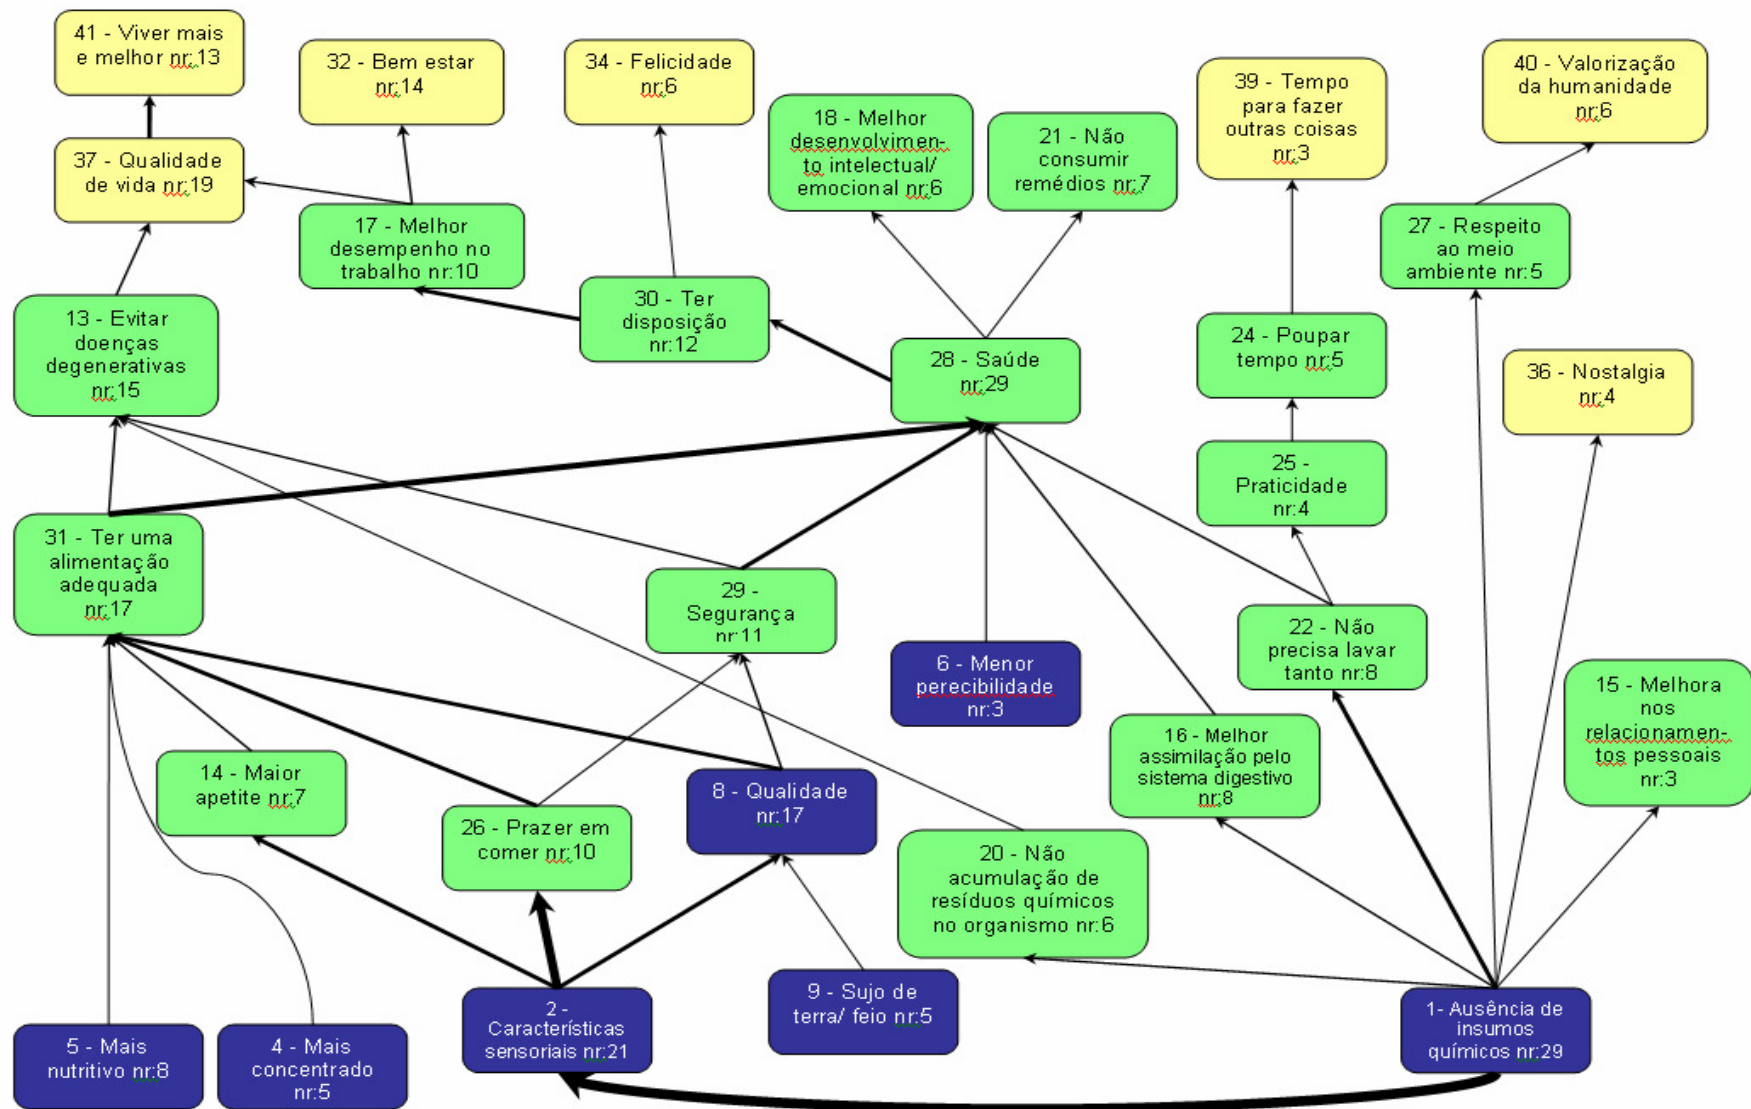 41 - Viver mais
e melhor nr:13
32 - Bem estar
nr:14
34 - Felicidade
nr:6
39 - Tempo
para fazer
outras coisas
nr:3
40 - Valorização
da humanidade
nr:6
18 - Melhor
desenvolvimen-
to intelectual/
emocional nr:6
21 - Não
consumir
remédios nr:7
37 - Qualidade
de vida nr:19
17 - Melhor
desempenho no
trabalho nr:10
27 - Respeito
ao meio
ambiente nr:5
13 - Evitar
doenças
degenerativas
nr:15
30 - Ter
disposição
nr:12
28 - Saúde
nr:29
24 - Poupar
tempo nr:5
36 - Nostalgia
nr:4
25 -
Praticidade
nr:4
31 - Ter uma
alimentação
adequada
nr:17
29 -
Segurança
nr:11
6 - Menor
perecibilidade
nr:3
22 - Não
precisa lavar
tanto nr:8
15 - Melhora
nos
relacionamen-
tos pessoais
nr:3
16 - Melhor
assimilação pelo
sistema digestivo
nr:8
14 - Maior
apetite nr:7
8 - Qualidade
nr:17
26 - Prazer em
comer nr:10
20 - Não
acumulação de
resíduos químicos
no organismo nr:6
9 - Sujo de
terra/ feio nr:5
2 -
Características
sensoriais nr:21
1- Ausência de
insumos
químicos nr:29
5 - Mais
nutritivo nr:8
4 - Mais
concentrado
nr:5